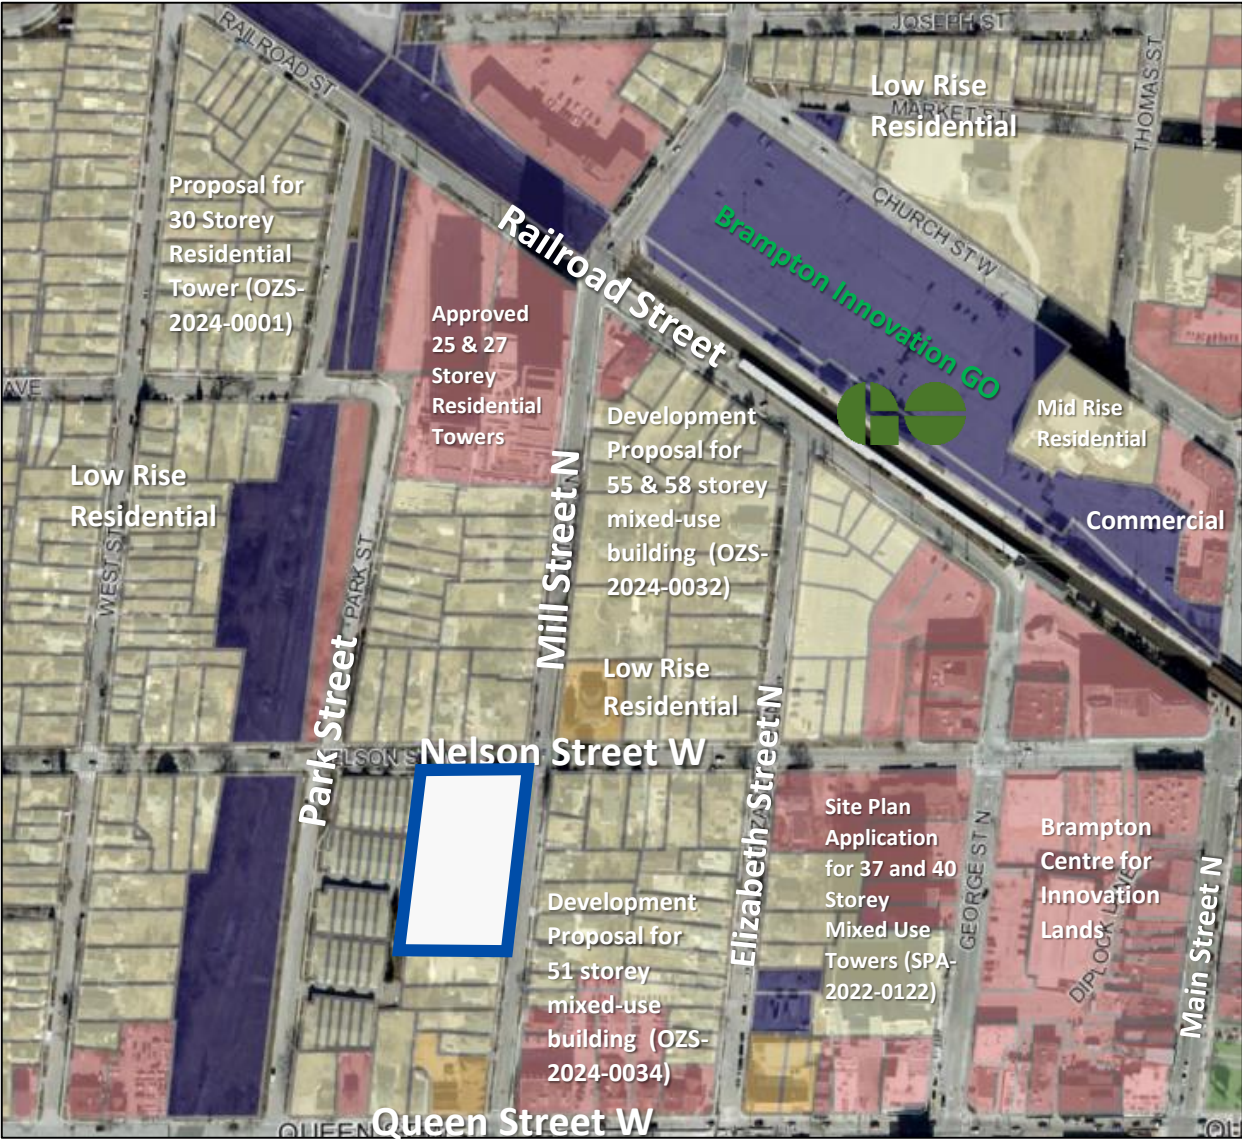 JOSEPH ST
RAILROAD ST
THOMAS ST
Low Rise
MARKET ST
Residential
Proposal for
30 Storey
Residential
Tower (OZS-
2024-0001)
CHURCH ST W
Railroad Street
Brampton Innovation GO
GO
Approved
25 & 27
Storey
Residential
Towers
AVE
Development
Proposal for
55 & 58 storey
mixed-use
building (OZS-
2024-0032)
Mid Rise
Residential
Low Rise
Residential
Commercial
WEST ST
PARK ST
Mill Street N
Park Street
Low Rise
Residential
Nelson Street W
Elizabeth Street N
Site Plan
Application
for 37 and 40
Storey
Mixed Use
Towers (SPA-
2022-0122)
GEORGE ST N
Brampton
Centre for
Innovation
Lands
Main Street N
Development
Proposal for
51 storey
mixed-use
building (OZS-
2024-0034)
QUEEN
Queen Street W
QU